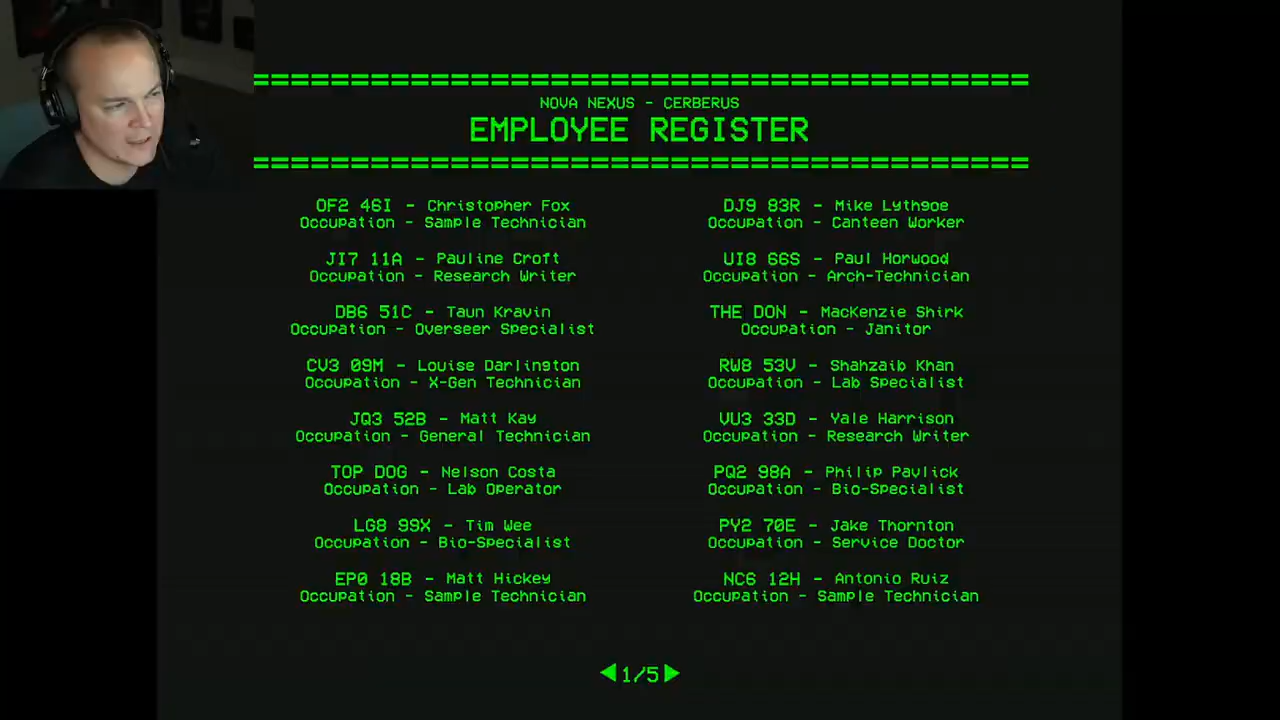 NOVA NEXUS - CERBERUS
EMPLOYEE REGISTER
OF2 46I - Christopher Fox
Occupation - Sample Technician
JI7 11A - Pauline Croft
Occupation - Research Writer
DB6 51C - Taun Kravin
Occupation - Overseer Specialist
CV3 09M - Louise Darlington
Occupation - X-Gen Technician
JQ3 52B - Matt Kay
Occupation - General Technician
TOP DOG - Nelson Costa
Occupation - Lab Operator
LG8 99X - Tim Wee
Occupation - Bio-Specialist
EP0 18B - Matt Hickey
Occupation - Sample Technician
DJ9 83R - Mike Lythgoe
Occupation - Canteen Worker
UI8 66S - Paul Horwood
Occupation - Arch-Technician
THE DON - MacKenzie Shirk
Occupation - Janitor
RW8 53V - Shahzaib Khan
Occupation - Lab Specialist
VU3 33D - Yale Harrison
Occupation - Research Writer
PQ2 98A - Philip Pavlick
Occupation - Bio-Specialist
PY2 70E - Jake Thornton
Occupation - Service Doctor
NC6 12H - Antonio Ruiz
Occupation - Sample Technician
1/5